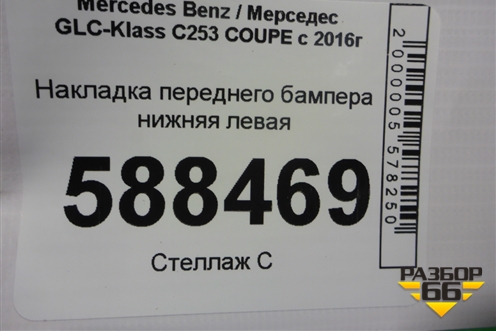 Mercedes Benz / Мерседес
GLC-Klass C253 COUPE с 2016г
Накладка переднего бампера
нижняя левая
588469
Стеллаж С
2000005578250
РАЗБОР
66